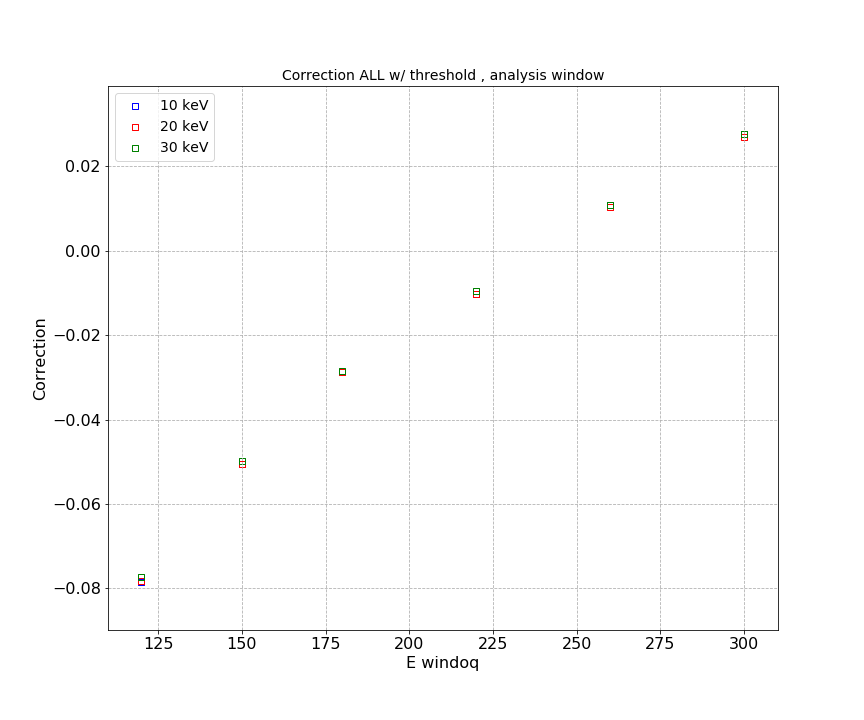 Correction ALL w/ threshold , analysis window
10 keV
20 keV
30 keV
0.02
0.00
−0.02
−0.04
−0.06
−0.08
Correction
125 150 175 200 225 250 275 300
E windoq